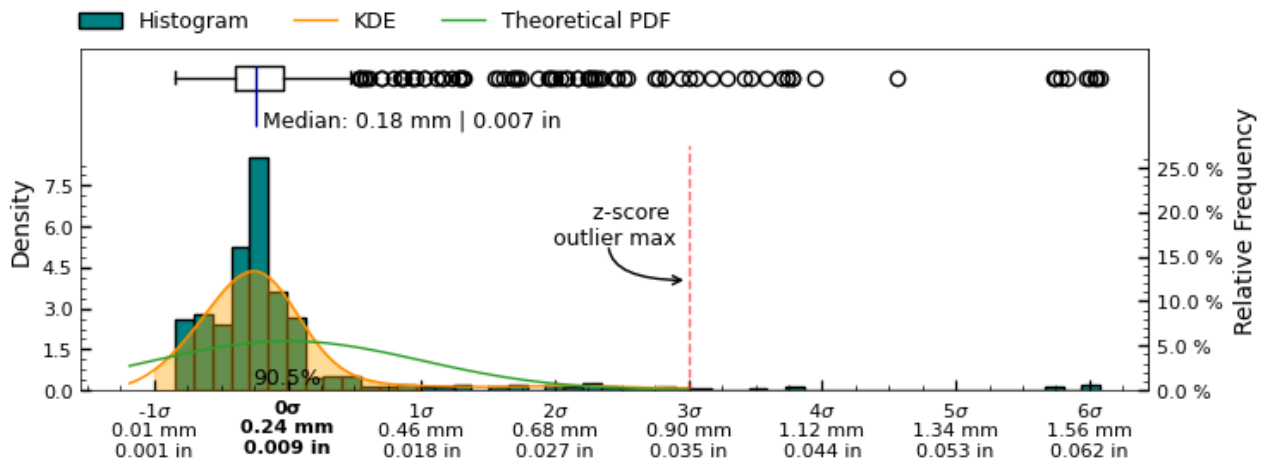 Histogram KDE Theoretical PDF
Median: 0.18 mm | 0.007 in
Density
7.5
6.0
4.5
3.0
1.5
0.0
z-score
outlier max
90.5%
25.0 %
20.0 %
15.0 %
10.0 %
5.0 %
0.0 %
Relative Frequency
-1σ 0σ 1σ 2σ 3σ 4σ 5σ 6σ
0.01 mm 0.24 mm 0.46 mm 0.68 mm 0.90 mm 1.12 mm 1.34 mm 1.56 mm
0.001 in 0.009 in 0.018 in 0.027 in 0.035 in 0.044 in 0.053 in 0.062 in